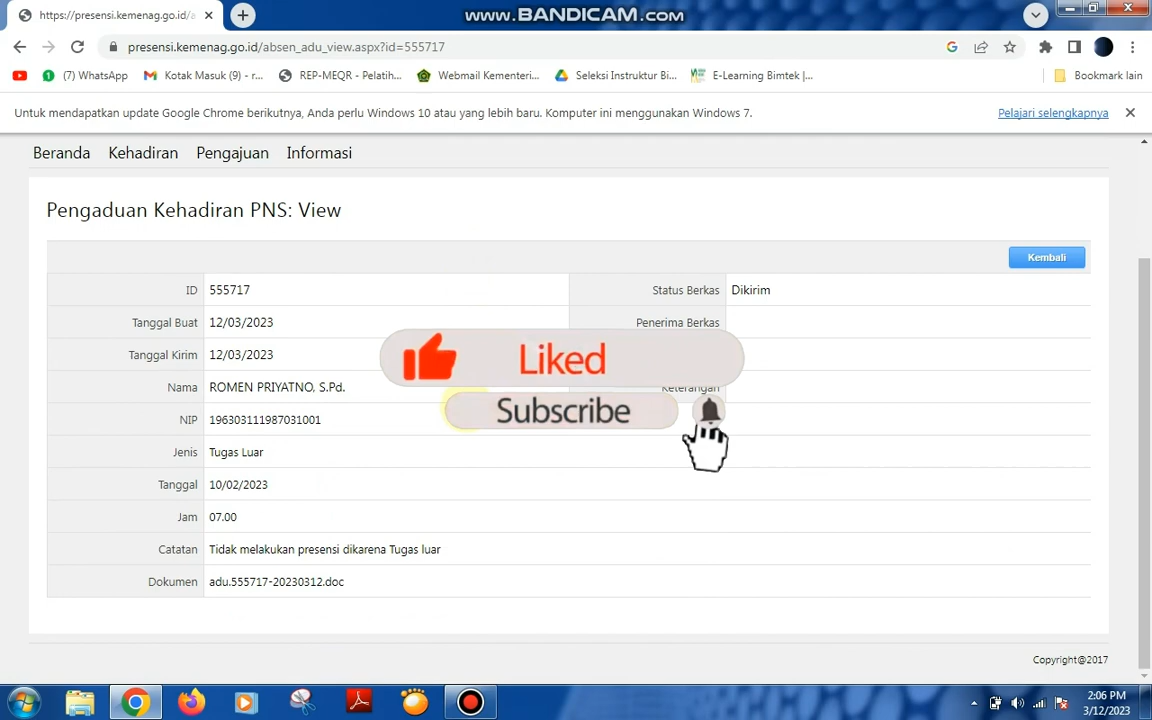 https://presensi.kemenag.go.id/a
www.BANDICAM.com
presensi.kemenag.go.id/absen_adu_view.aspx?id=555717
(7) WhatsApp
Kotak Masuk (9) - r...
REP-MEQR - Pelatih...
Webmail Kementeri...
Seleksi Instruktur Bi...
E-Learning Bimtek |...
Bookmark lain
Untuk mendapatkan update Google Chrome berikutnya, Anda perlu Windows 10 atau yang lebih baru. Komputer ini menggunakan Windows 7.
Pelajari selengkapnya
Beranda Kehadiran Pengajuan Informasi
Pengaduan Kehadiran PNS: View
Kembali
ID 555717 Status Berkas Dikirim
Tanggal Buat 12/03/2023 Penerima Berkas
Tanggal Kirim 12/03/2023
Liked
Nama ROMEN PRIYATNO, S.Pd. Keterangan
Subscribe
NIP 196303111987031001
Jenis Tugas Luar
Tanggal 10/02/2023
Jam 07.00
Catatan Tidak melakukan presensi dikarena Tugas luar
Dokumen adu.555717-20230312.doc
Copyright@2017
2:06 PM
3/12/2023